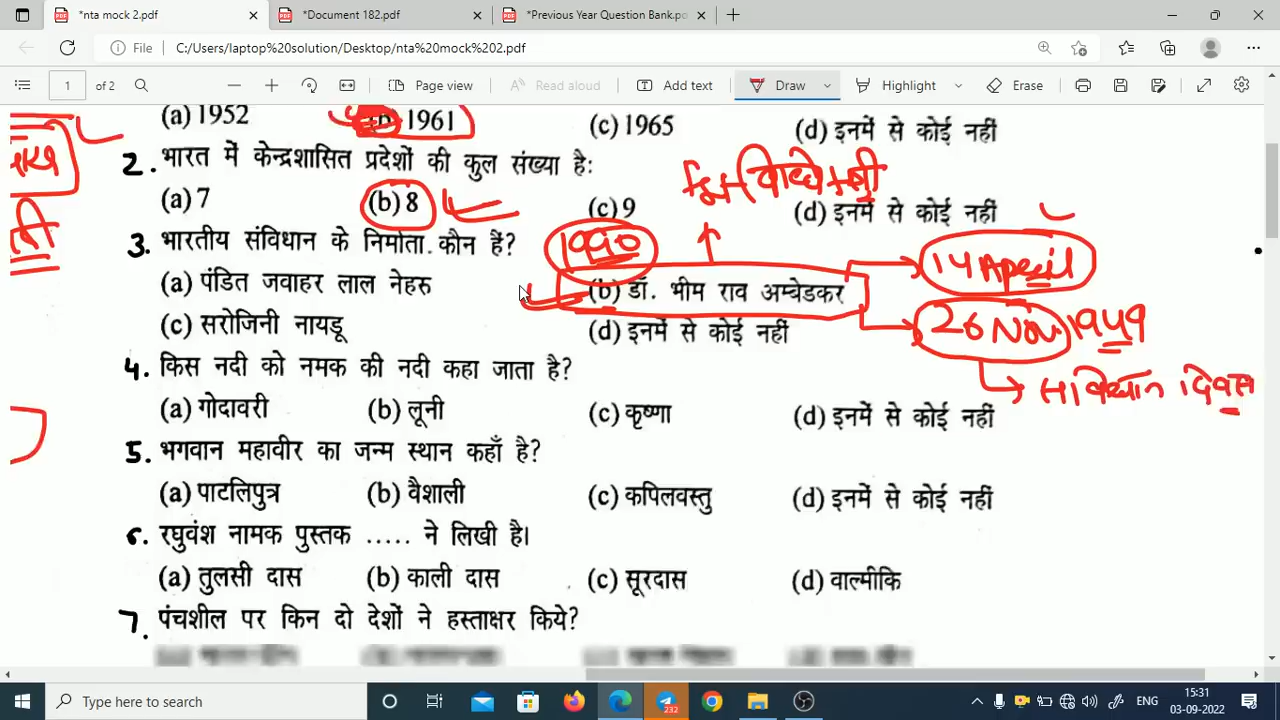 *nta mock 2.pdf
*Document 182.pdf
*Previous Year Question Bank.po
File C:/Users/laptop%20solution/Desktop/nta%20mock%202.pdf
1 of 2 Page view Read aloud Add text Draw Highlight Erase
(a) 1952 1961 (c) 1965 (d) इनमें से कोई नहीं
2. भारत में केन्द्रशासित प्रदेशों की कुल संख्या है:
(a) 7 (b) 8 (c) 9 (d) इनमें से कोई नहीं
3. भारतीय संविधान के निर्माता कौन हैं?
1990
14 April
(a) पंडित जवाहर लाल नेहरु (b) डॉ. भीम राव अम्बेडकर
26 Nov. 1949
(c) सरोजिनी नायडू (d) इनमें से कोई नहीं
दिवस
4. किस नदी को नमक की नदी कहा जाता है?
(a) गोदावरी (b) लूनी (c) कृष्णा (d) इनमें से कोई नहीं
5. भगवान महावीर का जन्म स्थान कहाँ है?
(a) पाटलिपुत्र (b) वैशाली (c) कपिलवस्तु (d) इनमें से कोई नहीं
6. रघुवंश नामक पुस्तक ..... ने लिखी है।
(a) तुलसी दास (b) काली दास (c) सूरदास (d) वाल्मीकि
7. पंचशील पर किन दो देशों ने हस्ताक्षर किये?
Type here to search
232
ENG
15:31
03-09-2022